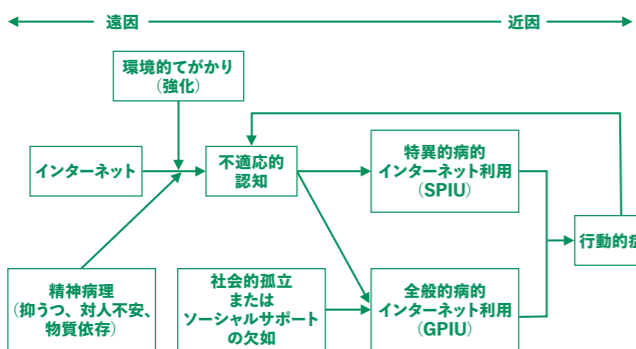 遠因
近因
環境的てがかり
(強化)
インターネット
不適応的
認知
特異的病的
インターネット利用
(SPIU)
行動的
精神病理
(抑うつ、対人不安、
物質依存)
社会的孤立
または
ソーシャルサポート
の欠如
全般的病的
インターネット利用
(GPIU)